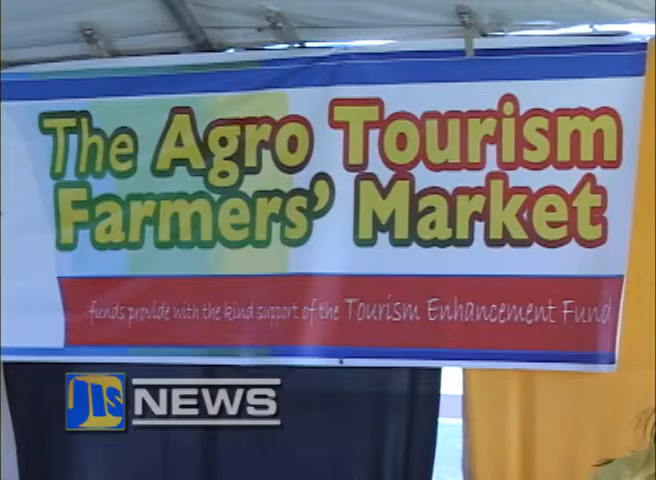 The Agro Tourism
Farmers' Market
funds provide with the kind support of the Tourism Enhancement Fund
JIS NEWS